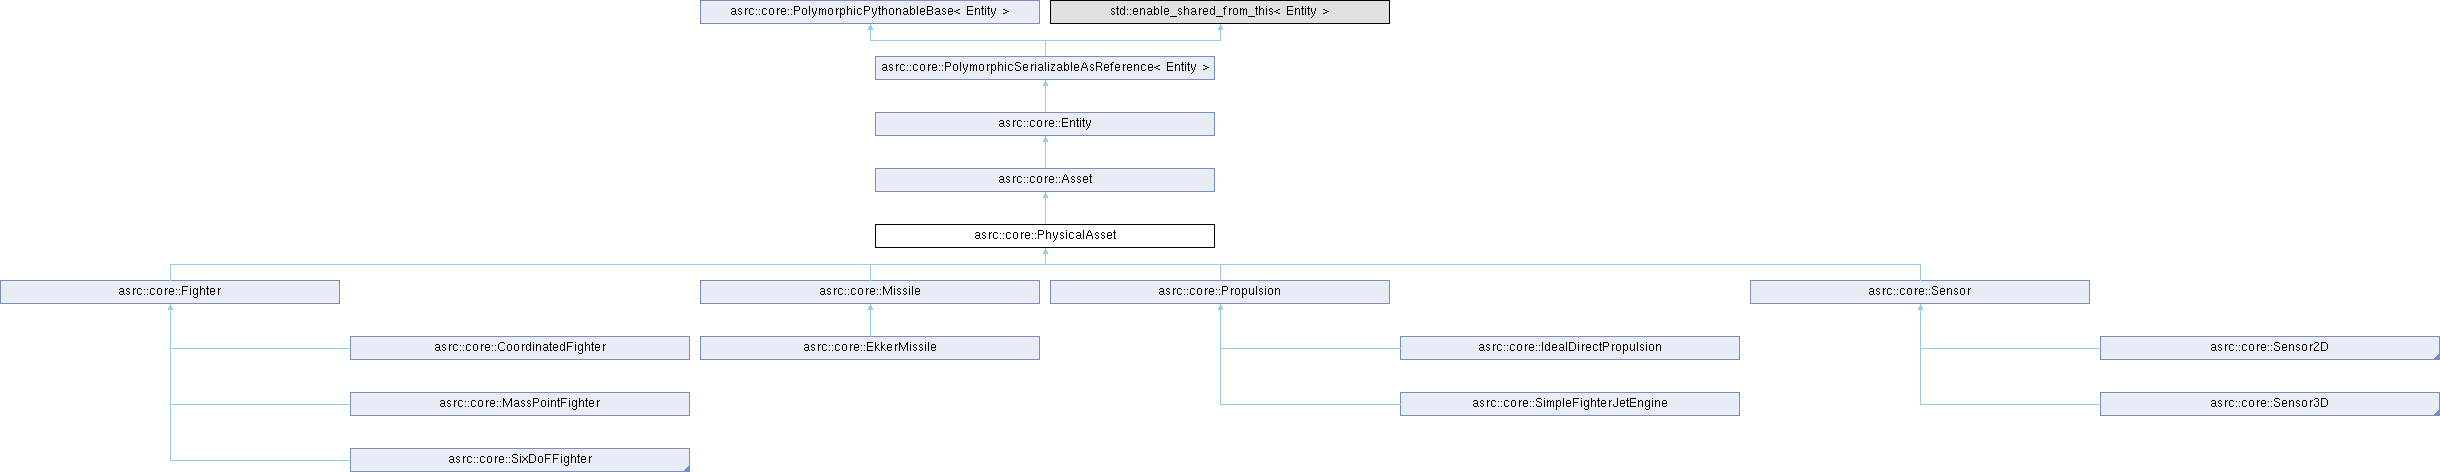 asrc::core::PolymorphicPythonableBase< Entity >
std::enable_shared_from_this< Entity >
asrc::core::PolymorphicSerializableAsReference< Entity >
asrc::core::Entity
asrc::core::Asset
asrc::core::PhysicalAsset
asrc::core::Fighter
asrc::core::Missile
asrc::core::Propulsion
asrc::core::Sensor
asrc::core::CoordinatedFighter
asrc::core::EkkerMissile
asrc::core::IdealDirectPropulsion
asrc::core::Sensor2D
asrc::core::MassPointFighter
asrc::core::SimpleFighterJetEngine
asrc::core::Sensor3D
asrc::core::SixDoFFighter